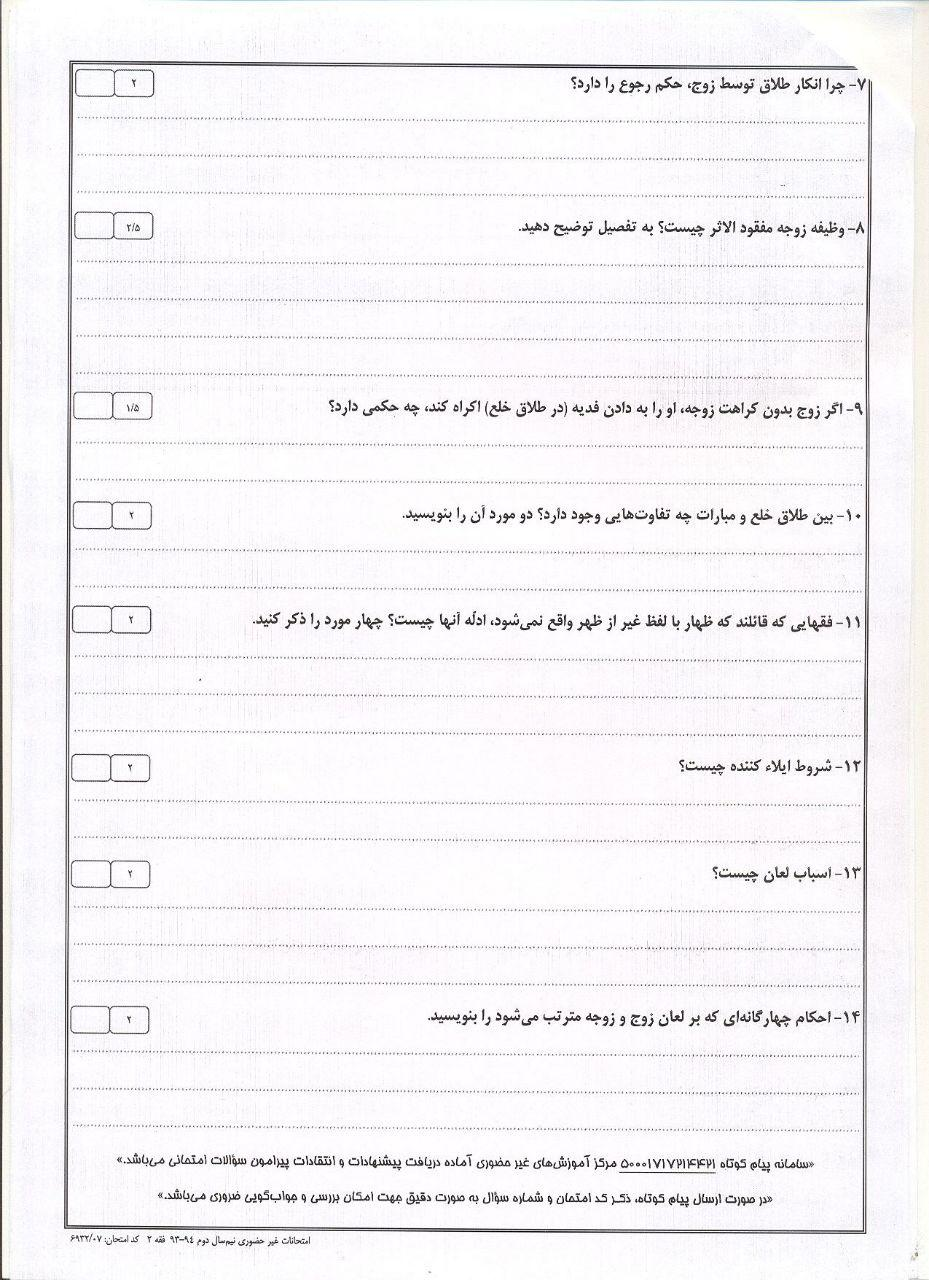 ۷- چرا انکار طلاق توسط زوج، حکم رجوع را دارد؟ ۲
۸- وظیفه زوجه مفقود الاثر چیست؟ به تفصیل توضیح دهید. ۲/۵
۹- اگر زوج بدون کراهت زوجه، او را به دادن فدیه (در طلاق خلع) اکراه کند، چه حکمی دارد؟ ۱/۵
۱۰- بین طلاق خلع و مبارات چه تفاوت‌هایی وجود دارد؟ دو مورد آن را بنویسید. ۲
۱۱- فقهایی که قائلند که ظهار با لفظ غیر از ظهر واقع نمی‌شود، ادلّه آنها چیست؟ چهار مورد را ذکر کنید. ۲
۱۲- شروط ایلاء کننده چیست؟ ۲
۱۳- اسباب لعان چیست؟ ۲
۱۴- احکام چهارگانه‌ای که بر لعان زوج و زوجه مترتب می‌شود را بنویسید. ۲
«سامانه پیام کوتاه ۵۰۰۰۱۷۱۷۲۱۴۴۲۱ مرکز آموزش‌های غیر حضوری آماده دریافت پیشنهادات و انتقادات پیرامون سؤالات امتحانی می‌باشد.»
«در صورت ارسال پیام کوتاه، ذکر کد امتحان و شماره سؤال به صورت دقیق جهت امکان بررسی و جواب‌گویی ضروری می‌باشد.»
امتحانات غیر حضوری نیم‌سال دوم ۹۴-۹۳ فقه ۲ کد امتحان: ۶۹۳۲/۰۷